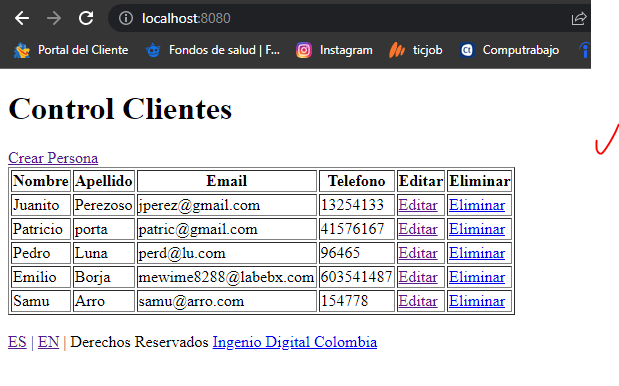 localhost:8080
Portal del Cliente Fondos de salud | F... Instagram ticjob Computrabajo
Control Clientes
Crear Persona
Nombre Apellido Email Telefono Editar Eliminar
Juanito Perezoso jperez@gmail.com 13254133 Editar Eliminar
Patricio porta patric@gmail.com 41576167 Editar Eliminar
Pedro Luna perd@lu.com 96465 Editar Eliminar
Emilio Borja mewime8288@labebx.com 603541487 Editar Eliminar
Samu Arro samu@arro.com 154778 Editar Eliminar
ES | EN | Derechos Reservados Ingenio Digital Colombia